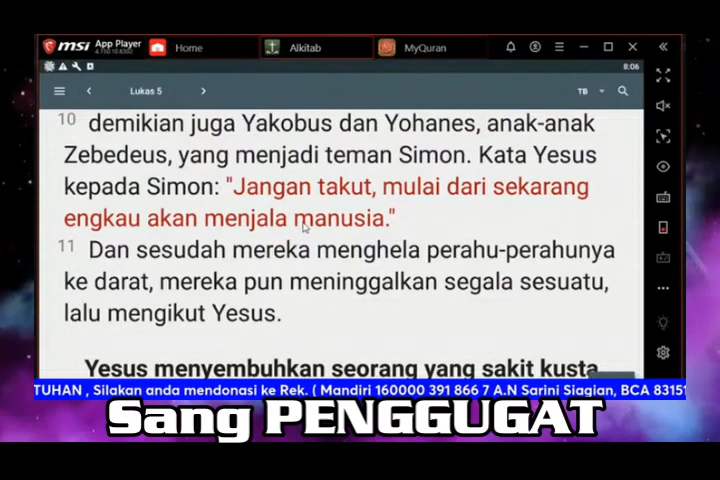 msi App Player Home Alkitab MyQuran
8:06
Lukas 5 TB
10 demikian juga Yakobus dan Yohanes, anak-anak
Zebedeus, yang menjadi teman Simon. Kata Yesus
kepada Simon: "Jangan takut, mulai dari sekarang
engkau akan menjala manusia."
11 Dan sesudah mereka menghela perahu-perahunya
ke darat, mereka pun meninggalkan segala sesuatu,
lalu mengikut Yesus.
Yesus menyembuhkan seorang yang sakit kusta
TUHAN , Silakan anda mendonasi ke Rek. ( Mandiri 160000 391 866 7 A.N Sarini Siagian, BCA 83151
Sang PENGGUGAT